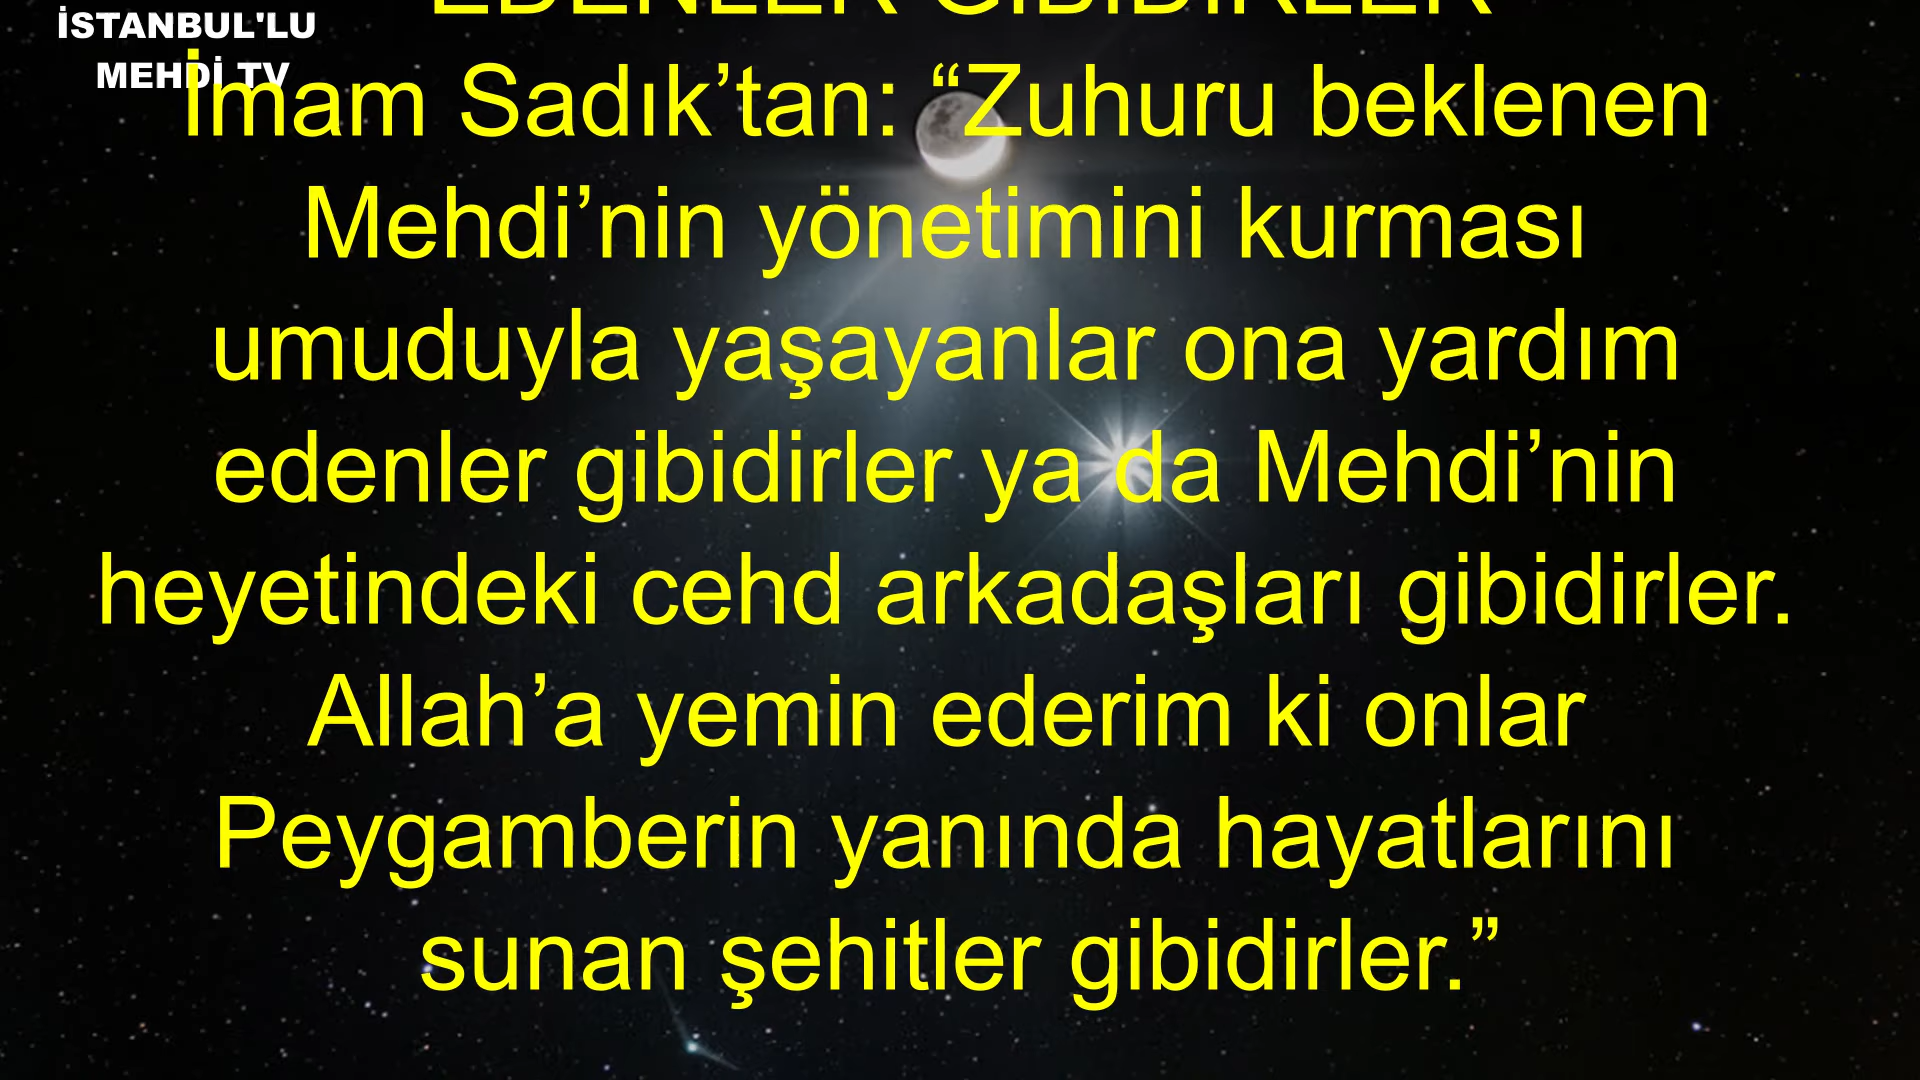 İSTANBUL'LU
MEHDİ TV
EDENLER GİBİDİRLER
İmam Sadık’tan: “Zuhuru beklenen
Mehdi’nin yönetimini kurması
umuduyla yaşayanlar ona yardım
edenler gibidirler ya da Mehdi’nin
heyetindeki cehd arkadaşları gibidirler.
Allah’a yemin ederim ki onlar
Peygamberin yanında hayatlarını
sunan şehitler gibidirler.”